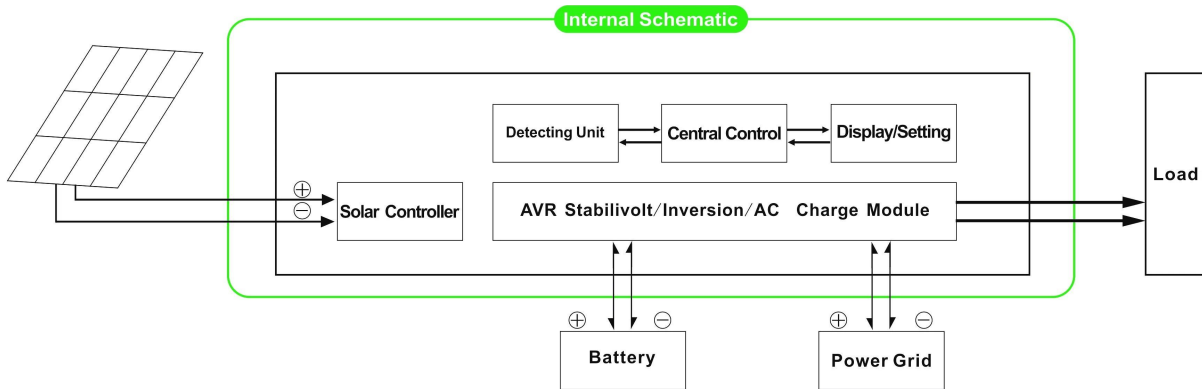 Internal Schematic
Detecting Unit
Central Control
Display/Setting
Load
+
−
Solar Controller
AVR Stabilivolt/Inversion/AC Charge Module
+ −
+ −
Battery
Power Grid